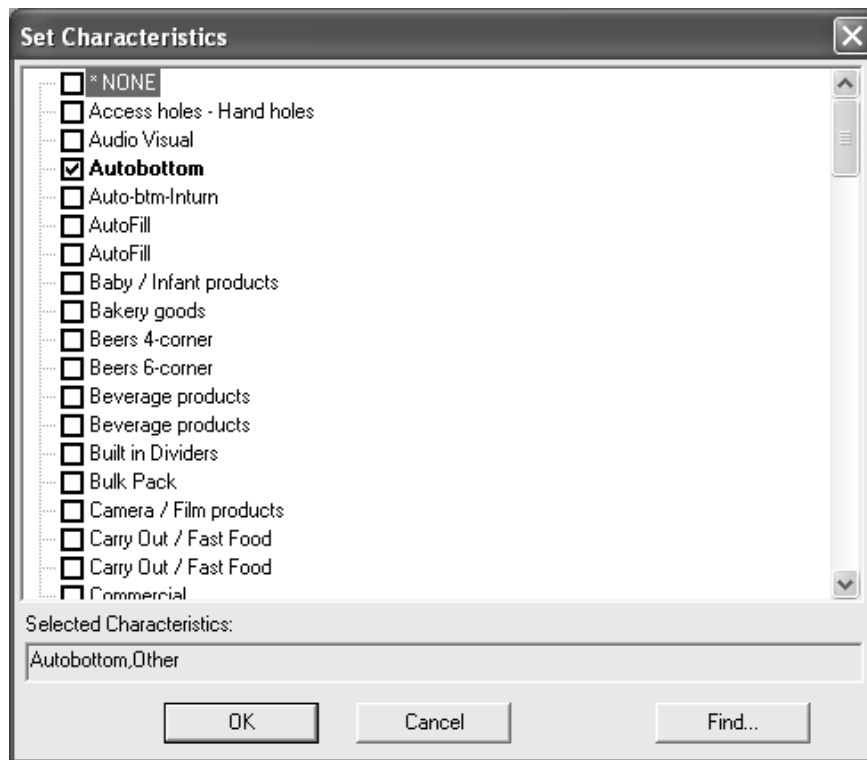 Set Characteristics
* NONE
Access holes - Hand holes
Audio Visual
Autobottom
Auto-btm-Inturn
AutoFill
AutoFill
Baby / Infant products
Bakery goods
Beers 4-corner
Beers 6-corner
Beverage products
Beverage products
Built in Dividers
Bulk Pack
Camera / Film products
Carry Out / Fast Food
Carry Out / Fast Food
Commercial
Selected Characteristics:
Autobottom,Other
OK
Cancel
Find...